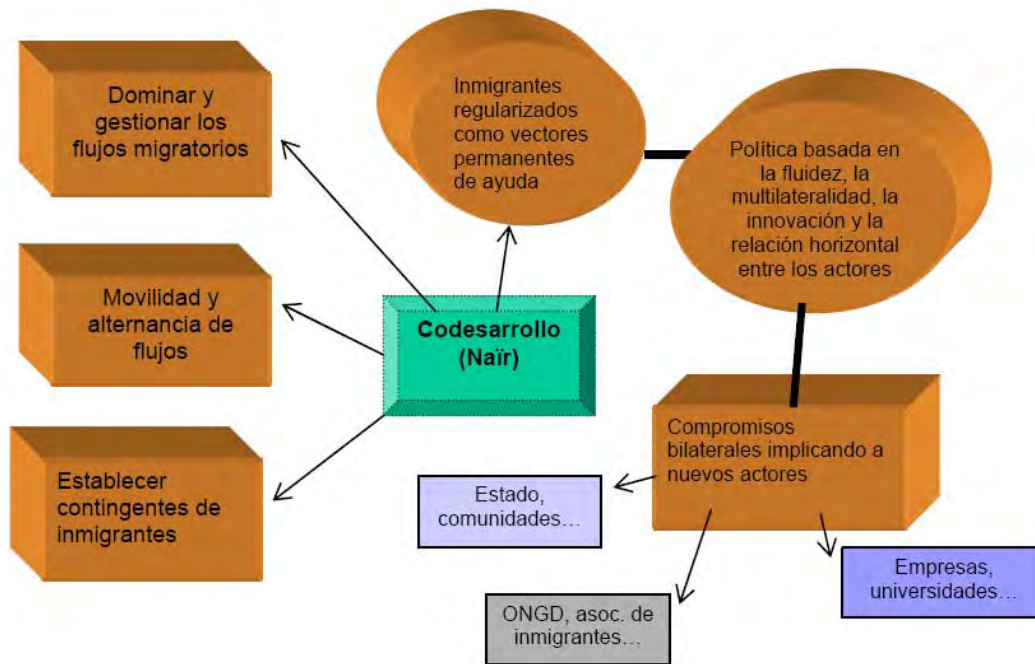 Dominar y
gestionar los
flujos migratorios
Inmigrantes
regularizados
como vectores
permanentes
de ayuda
Política basada en
la fluidez, la
multilateralidad, la
innovación y la
relación horizontal
entre los actores
Movilidad y
alternancia de
flujos
Codesarrollo
(Naïr)
Establecer
contingentes de
inmigrantes
Compromisos
bilaterales implicando a
nuevos actores
Estado,
comunidades…
Empresas,
universidades…
ONGD, asoc. de
inmigrantes…